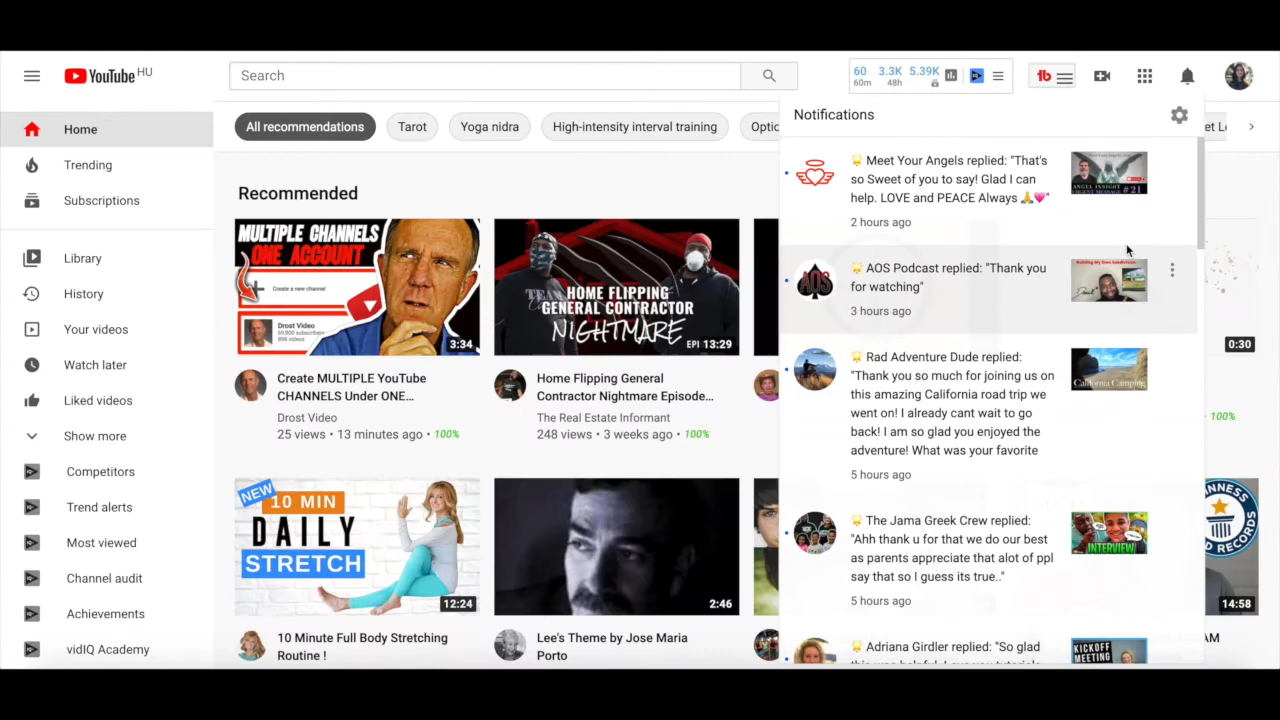 YouTube HU
Search
60 3.3K 5.39K
60m 48h
tb
Home
Trending
Subscriptions
Library
History
Your videos
Watch later
Liked videos
Show more
Competitors
Trend alerts
Most viewed
Channel audit
Achievements
vidIQ Academy
All recommendations
Tarot
Yoga nidra
High-intensity interval training
Recommended
MULTIPLE CHANNELS
ONE ACCOUNT
Create a new channel
Drost Video
3:34
Create MULTIPLE YouTube
CHANNELS Under ONE...
Drost Video
25 views • 13 minutes ago • 100%
HOME FLIPPING
GENERAL CONTRACTOR
NIGHTMARE
EPI 13:29
Home Flipping General
Contractor Nightmare Episode...
The Real Estate Informant
248 views • 3 weeks ago • 100%
NEW
10 MIN
DAILY
STRETCH
12:24
10 Minute Full Body Stretching
Routine !
2:46
Lee's Theme by Jose Maria
Porto
Notifications
🌟 Meet Your Angels replied: "That's
so Sweet of you to say! Glad I can
help. LOVE and PEACE Always 🙏💗"
2 hours ago
ANGEL INSIGHT
URGENT MESSAGE #21
AOS
🌟 AOS Podcast replied: "Thank you
for watching"
3 hours ago
🌟 Rad Adventure Dude replied:
"Thank you so much for joining us on
this amazing California road trip we
went on! I already cant wait to go
back! I am so glad you enjoyed the
adventure! What was your favorite
5 hours ago
California Camping
🌟 The Jama Greek Crew replied:
"Ahh thank u for that we do our best
as parents appreciate that alot of ppl
say that so I guess its true.."
5 hours ago
INTERVIEW
🌟 Adriana Girdler replied: "So glad
KICKOFF
MEETING
0:30
100%
14:58